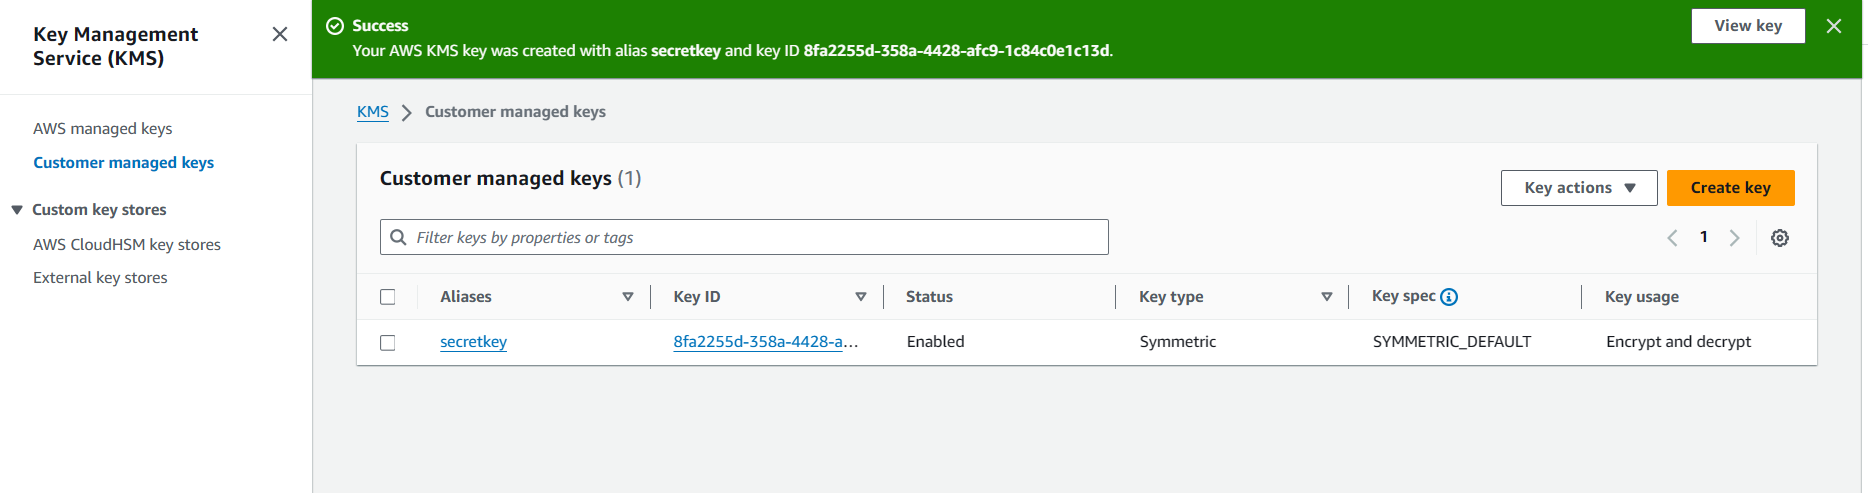 Key Management
Service (KMS)
AWS managed keys
Customer managed keys
Custom key stores
AWS CloudHSM key stores
External key stores
Success
Your AWS KMS key was created with alias secretkey and key ID 8fa2255d-358a-4428-afc9-1c84c0e1c13d.
View key
KMS Customer managed keys
Customer managed keys (1)
Key actions Create key
Filter keys by properties or tags
1
Aliases Key ID Status Key type Key spec Key usage
secretkey 8fa2255d-358a-4428-a... Enabled Symmetric SYMMETRIC_DEFAULT Encrypt and decrypt